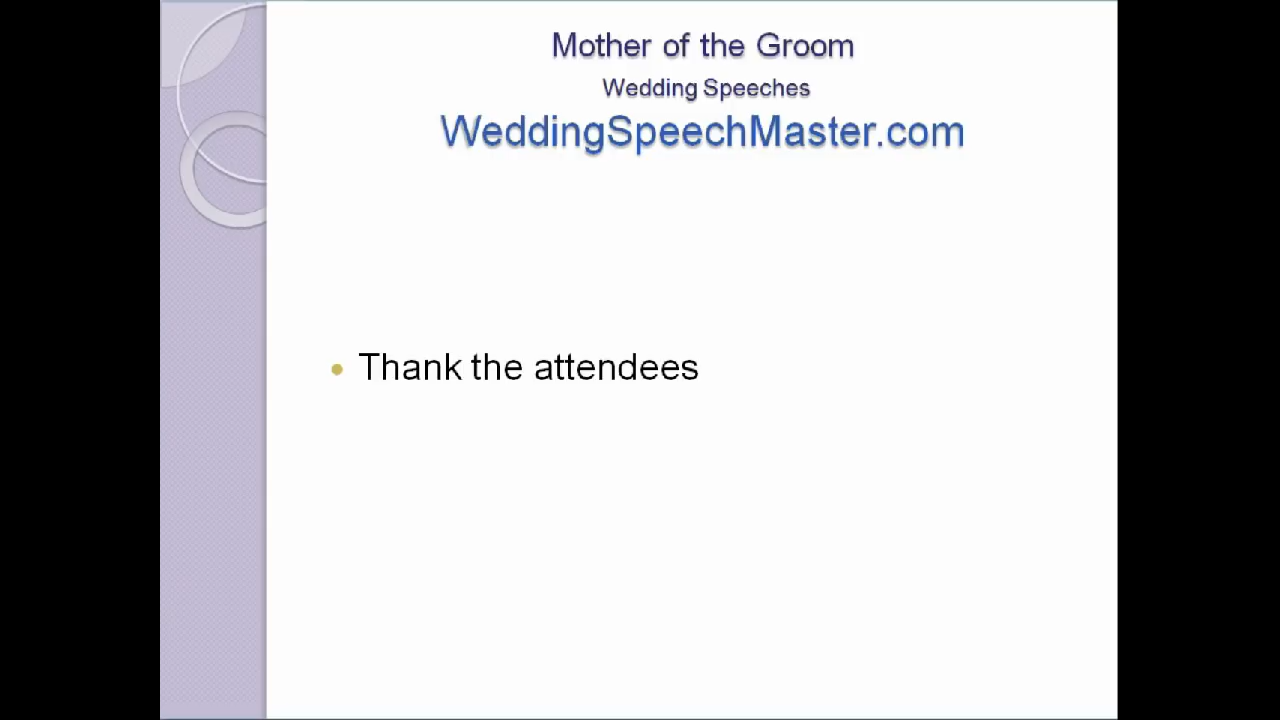 Mother of the Groom
Wedding Speeches
WeddingSpeechMaster.com
Thank the attendees